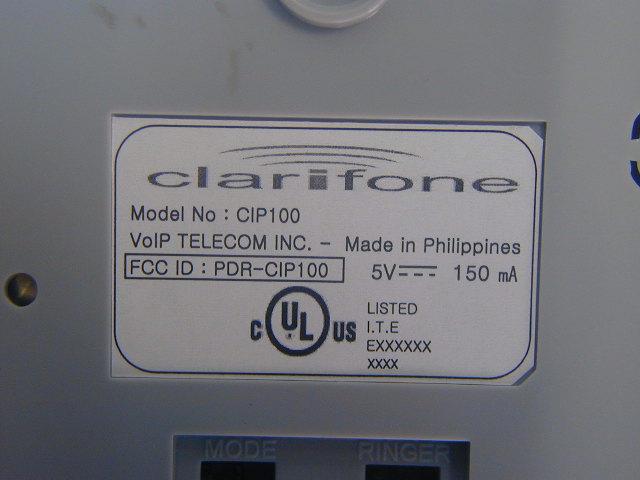 clarifone
Model No : CIP100
VoIP TELECOM INC. - Made in Philippines
FCC ID : PDR-CIP100 5V⎓ 150 mA
C UL US
LISTED
I.T.E
EXXXXXX
XXXX
MODE RINGER